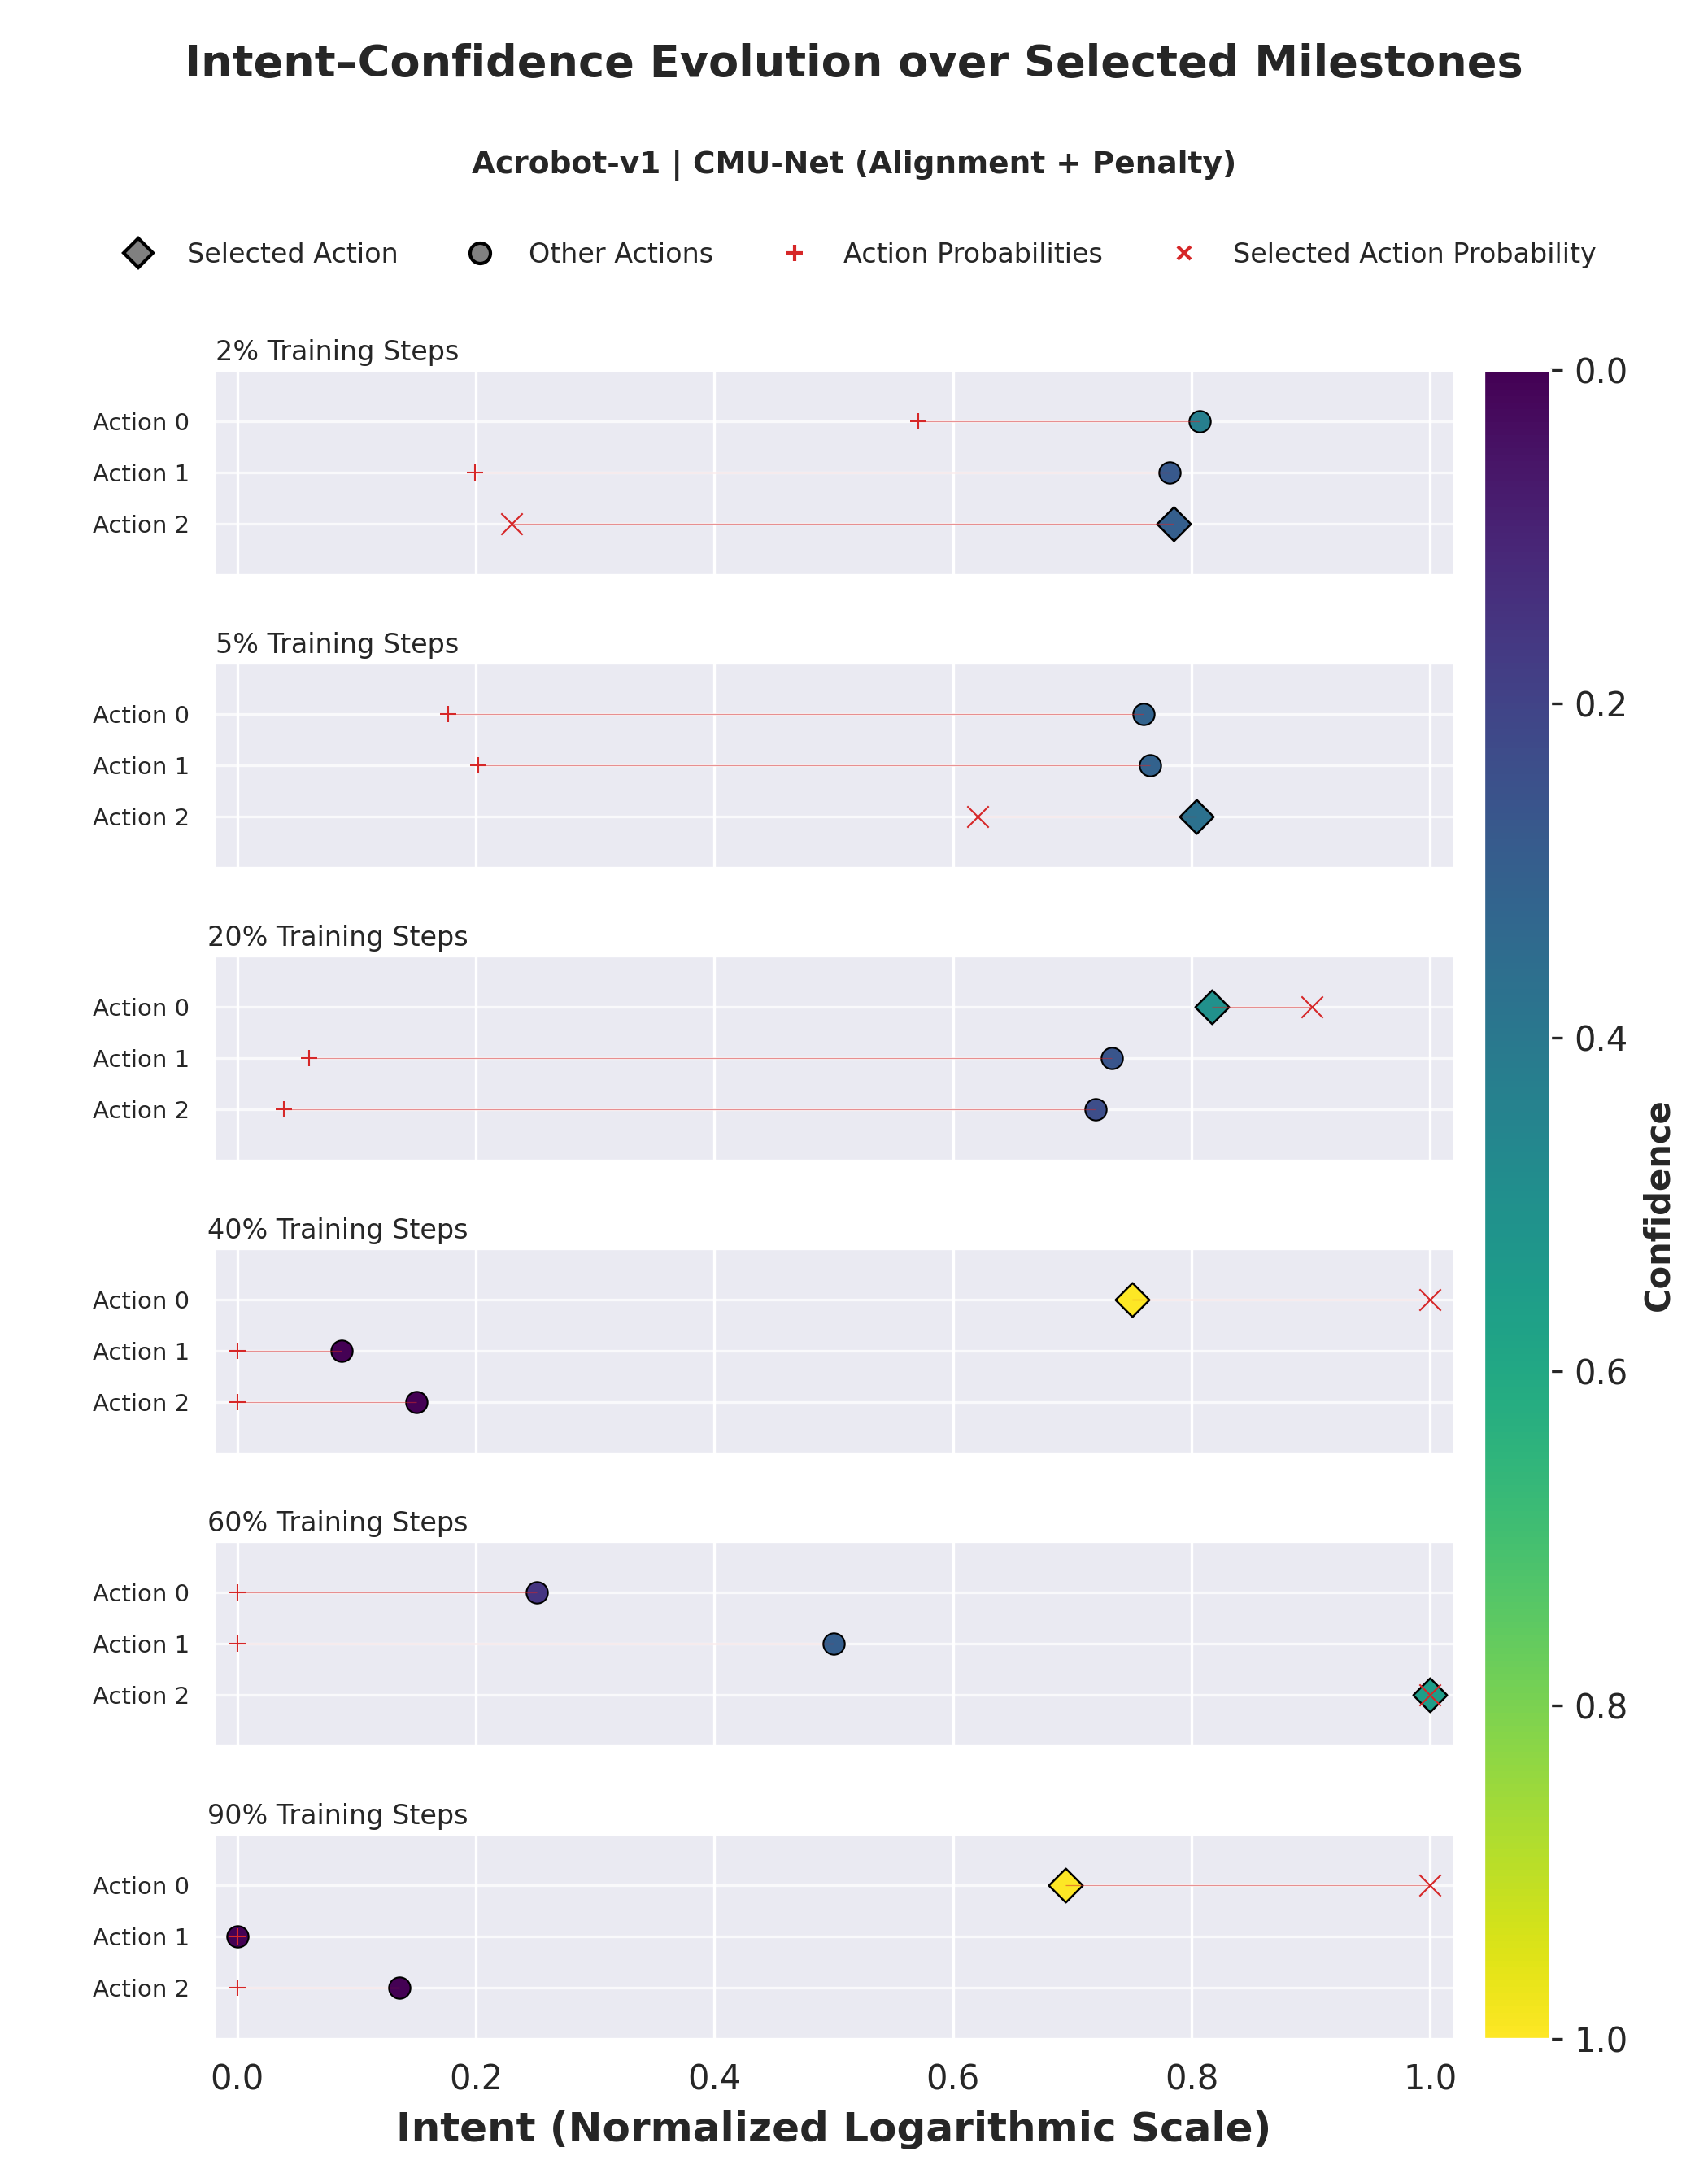 Intent–Confidence Evolution over Selected Milestones
Acrobot-v1 | CMU-Net (Alignment + Penalty)
Selected Action Other Actions Action Probabilities Selected Action Probability
2% Training Steps
Action 0
Action 1
Action 2
5% Training Steps
Action 0
Action 1
Action 2
20% Training Steps
Action 0
Action 1
Action 2
40% Training Steps
Action 0
Action 1
Action 2
60% Training Steps
Action 0
Action 1
Action 2
90% Training Steps
Action 0
Action 1
Action 2
0.0 0.2 0.4 0.6 0.8 1.0
Intent (Normalized Logarithmic Scale)
0.0
0.2
0.4
0.6
0.8
1.0
Confidence